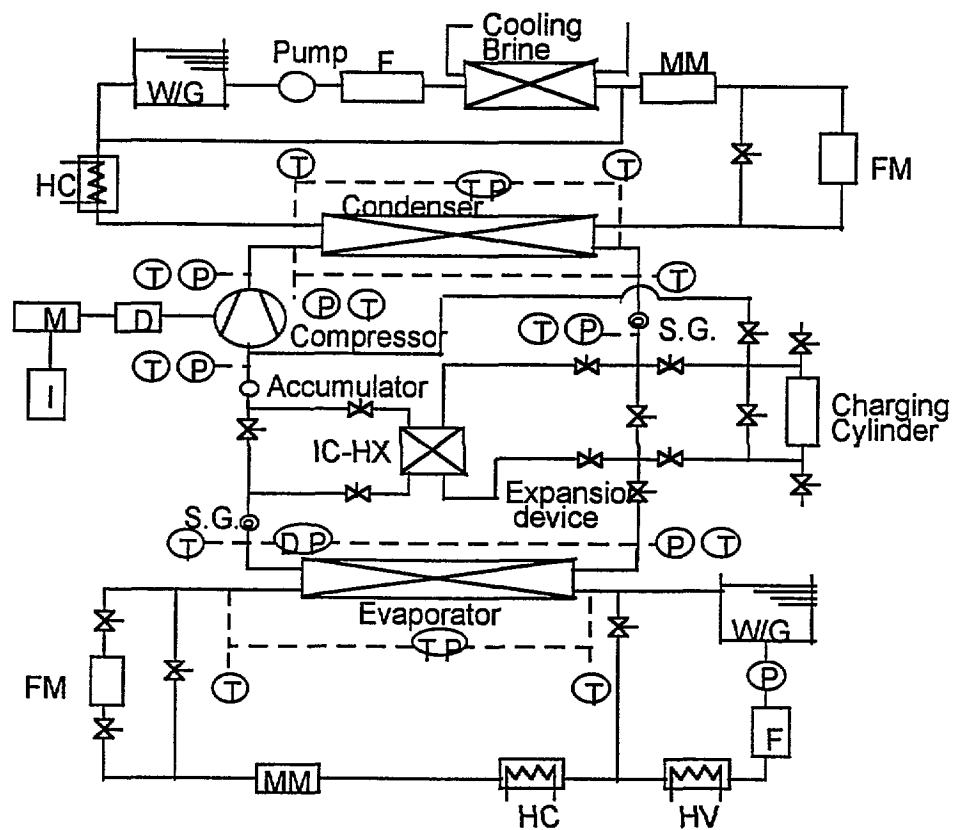 Cooling
Brine
Pump
F
MM
W/G
HC
T
T
T P
FM
Condenser
T P
T
P T
M
D
Compressor
T P
S.G.
T P
I
Accumulator
IC-HX
Charging
Cylinder
Expansion
device
S.G.
T
D P
P T
Evaporator
W/G
T P
T
T
FM
P
F
MM
HC
HV